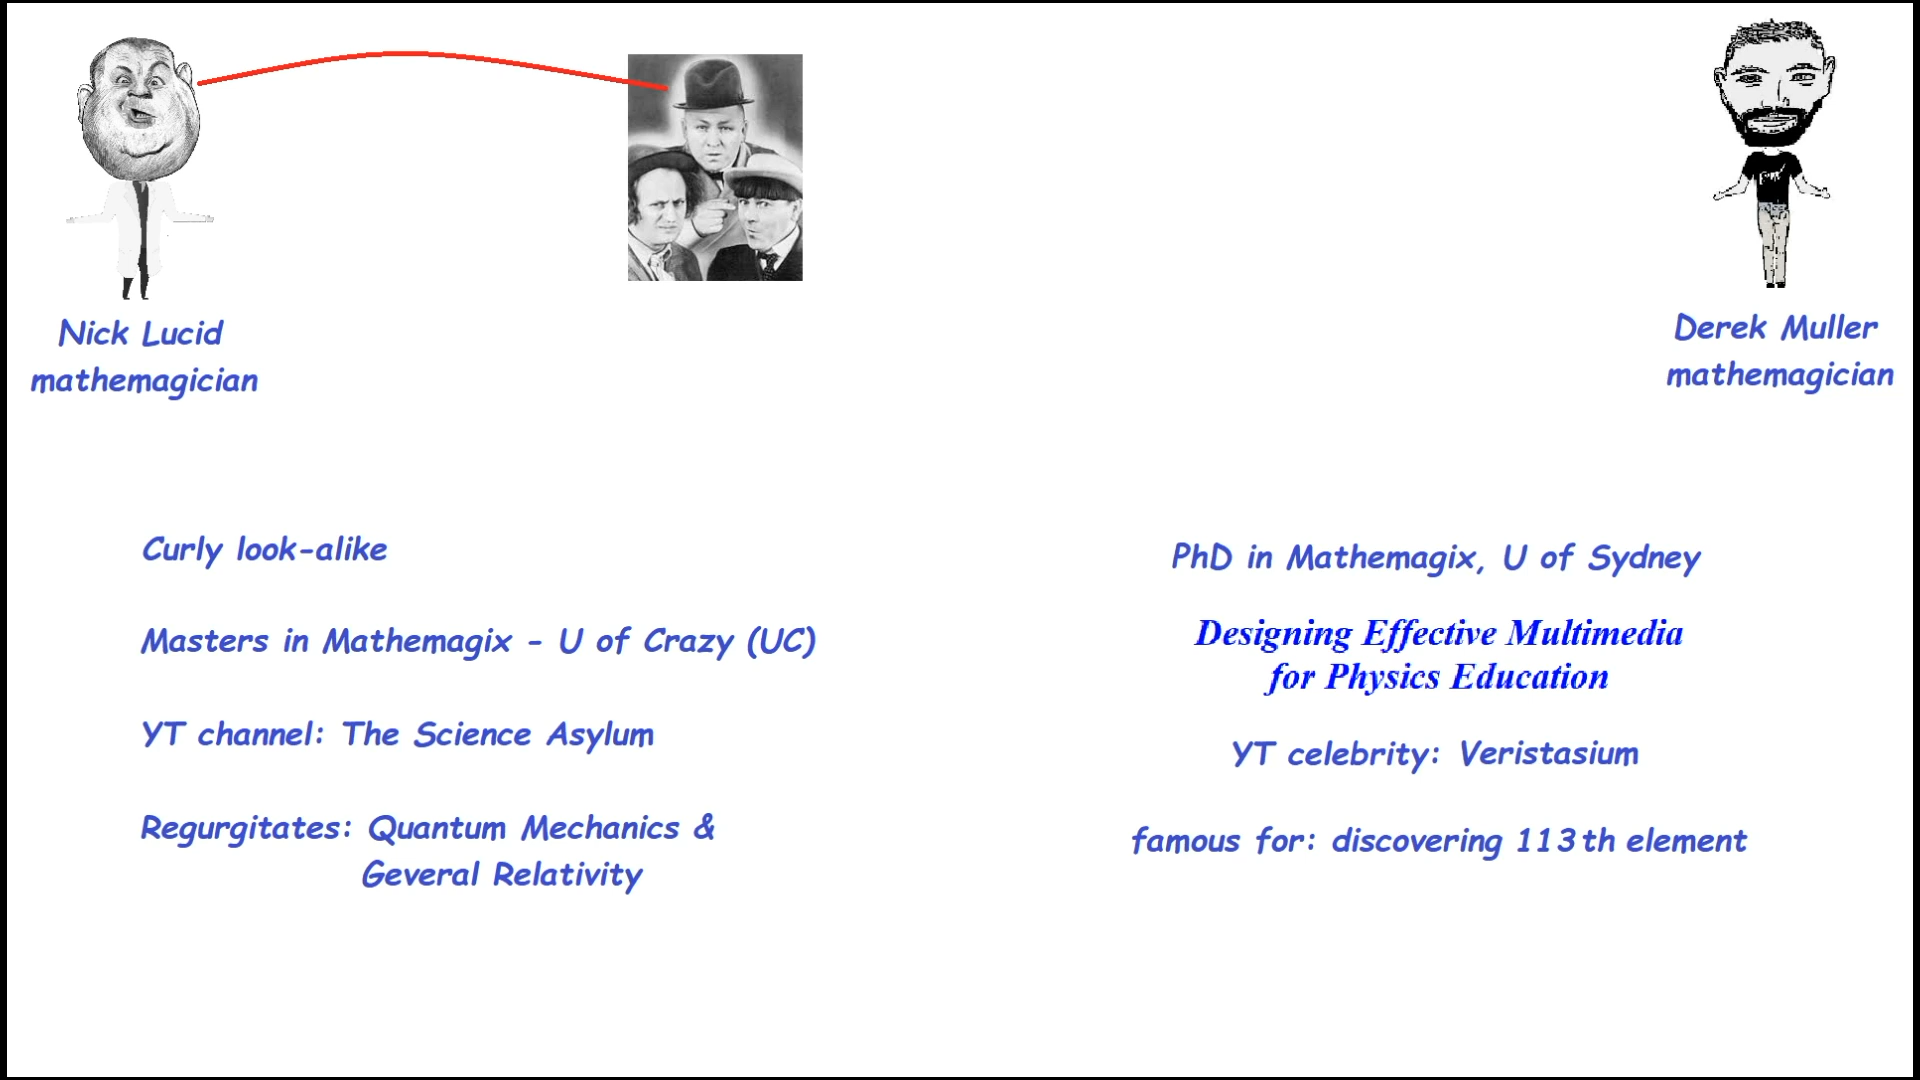 Nick Lucid
mathemagician
Derek Muller
mathemagician
Curly look-alike
Masters in Mathemagix - U of Crazy (UC)
YT channel: The Science Asylum
Regurgitates: Quantum Mechanics &
Geveral Relativity
PhD in Mathemagix, U of Sydney
Designing Effective Multimedia
for Physics Education
YT celebrity: Veristasium
famous for: discovering 113th element